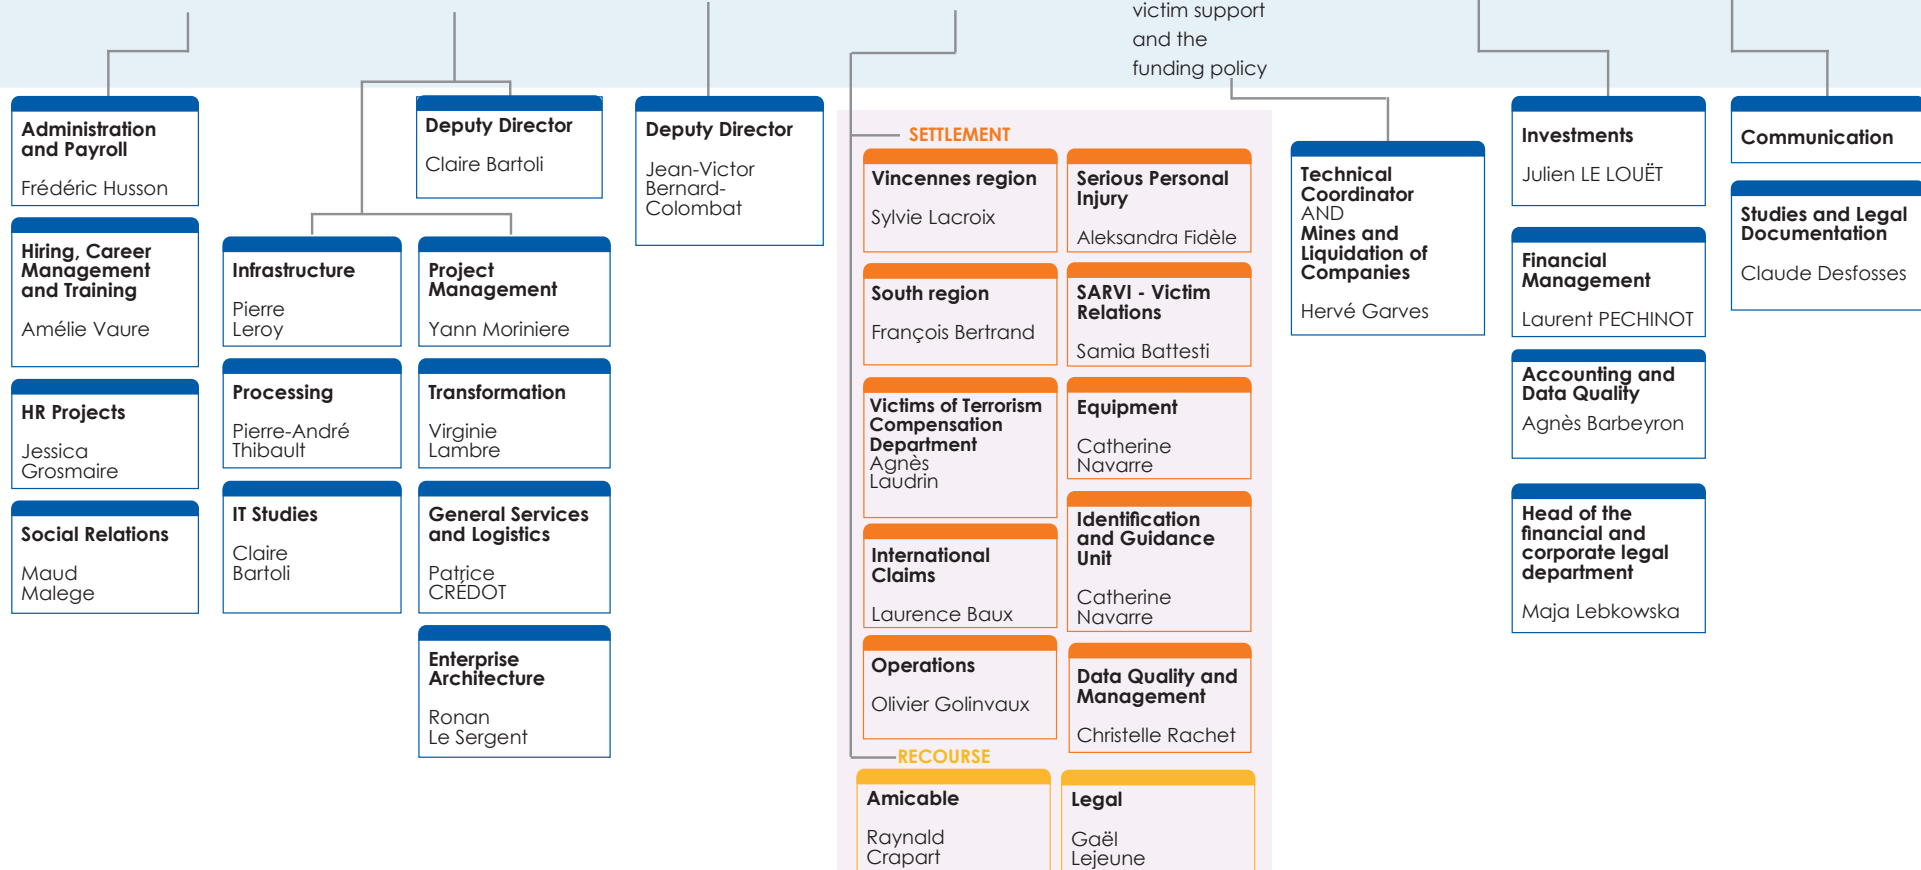 victim support
and the
funding policy
Administration
and Payroll
Frédéric Husson
Hiring, Career
Management
and Training
Amélie Vaure
HR Projects
Jessica
Grosmaire
Social Relations
Maud
Malege
Deputy Director
Claire Bartoli
Infrastructure
Pierre
Leroy
Project
Management
Yann Moriniere
Processing
Pierre-André
Thibault
Transformation
Virginie
Lambre
IT Studies
Claire
Bartoli
General Services
and Logistics
Patrice
CRÉDOT
Enterprise
Architecture
Ronan
Le Sergent
Deputy Director
Jean-Victor
Bernard-
Colombat
SETTLEMENT
Vincennes region
Sylvie Lacroix
Serious Personal
Injury
Aleksandra Fidèle
South region
François Bertrand
SARVI - Victim
Relations
Samia Battesti
Victims of Terrorism
Compensation
Department
Agnès
Laudrin
Equipment
Catherine
Navarre
International
Claims
Laurence Baux
Identification
and Guidance
Unit
Catherine
Navarre
Operations
Olivier Golinvaux
Data Quality and
Management
Christelle Rachet
RECOURSE
Amicable
Raynald
Crapart
Legal
Gaël
Lejeune
Technical
Coordinator
AND
Mines and
Liquidation of
Companies
Hervé Garves
Investments
Julien LE LOUËT
Financial
Management
Laurent PECHINOT
Accounting and
Data Quality
Agnès Barbeyron
Head of the
financial and
corporate legal
department
Maja Lebkowska
Communication
Studies and Legal
Documentation
Claude Desfosses